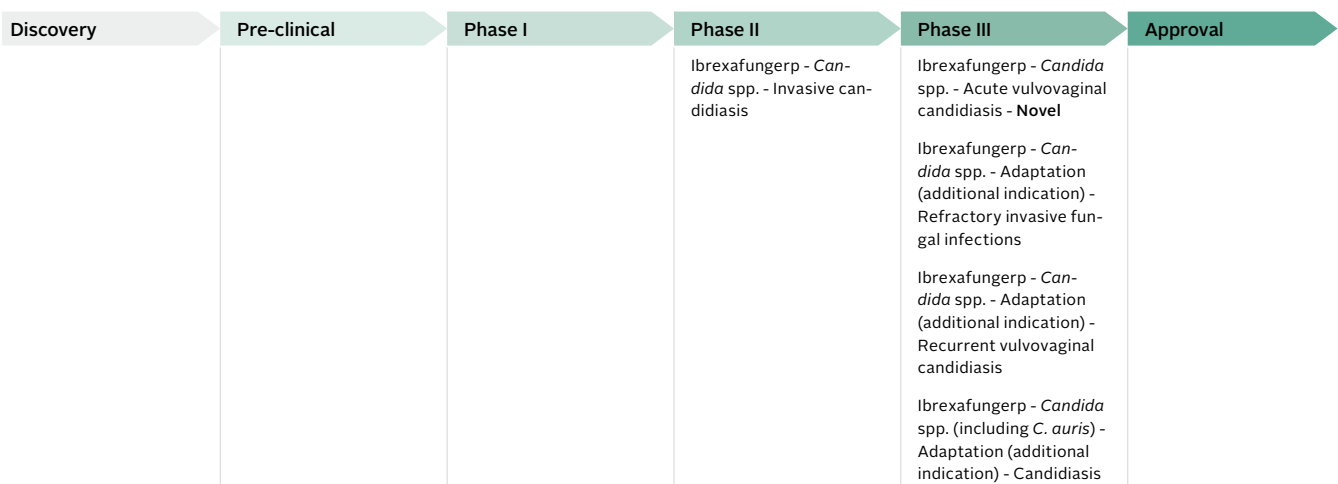 Discovery
Pre-clinical
Phase I
Phase II
Phase III
Approval
Ibrexafungerp - Can-
dida spp. - Invasive can-
didiasis
Ibrexafungerp - Candida
spp. - Acute vulvovaginal
candidiasis - Novel
Ibrexafungerp - Can-
dida spp. - Adaptation
(additional indication) -
Refractory invasive fun-
gal infections
Ibrexafungerp - Can-
dida spp. - Adaptation
(additional indication) -
Recurrent vulvovaginal
candidiasis
Ibrexafungerp - Candida
spp. (including C. auris) -
Adaptation (additional
indication) - Candidiasis